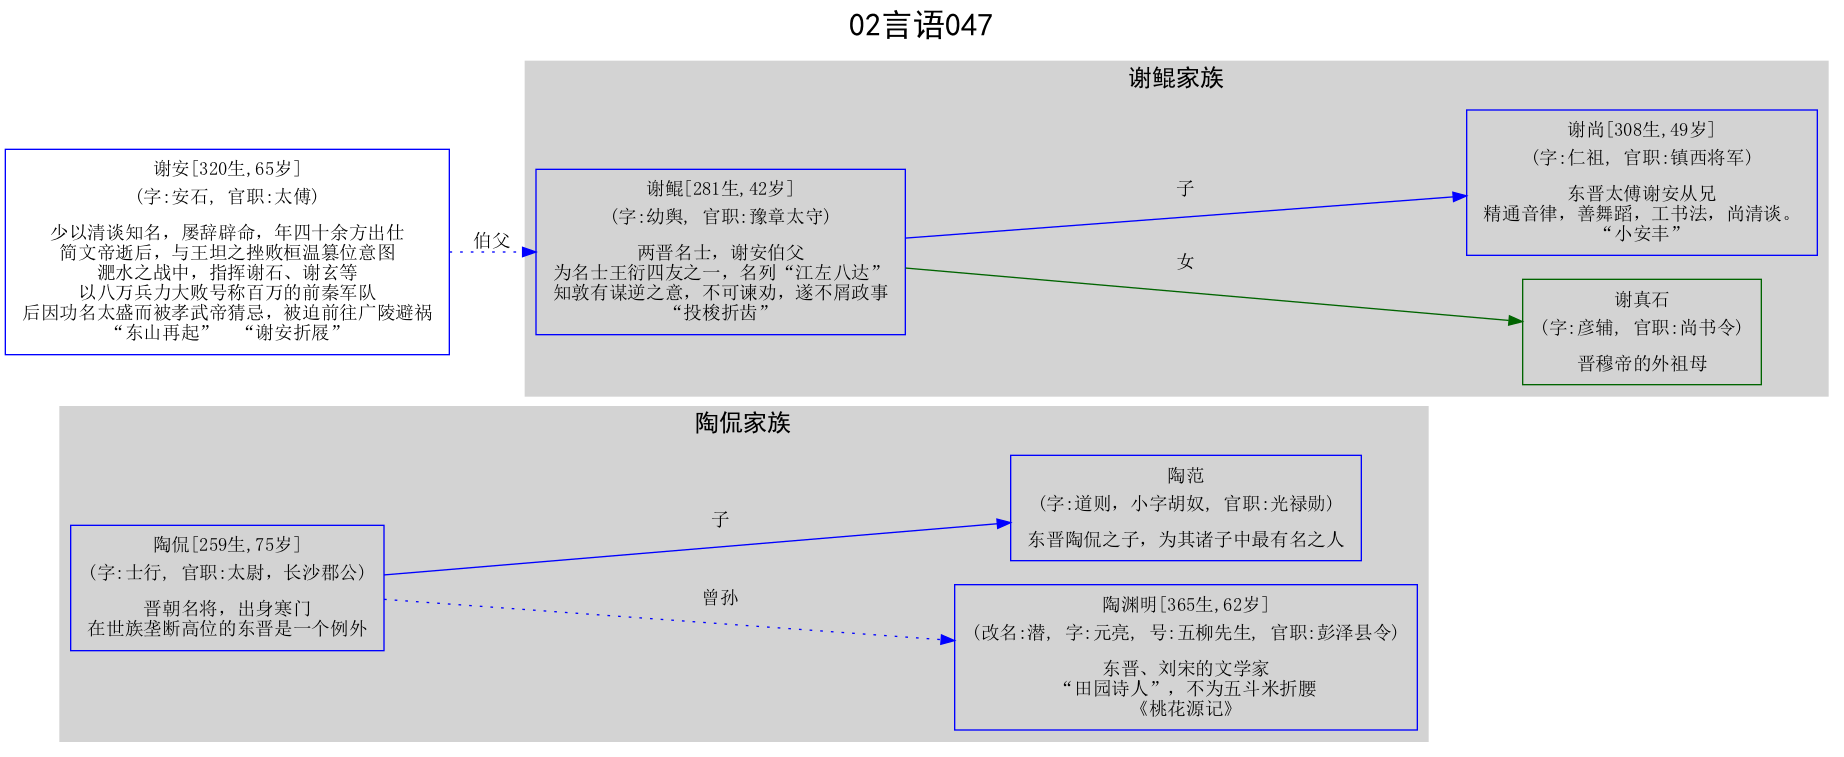 02言语047
谢鲲家族
谢安[320生,65岁]
(字:安石, 官职:太傅)
少以清谈知名，屡辞辟命，年四十余方出仕
简文帝逝后，与王坦之挫败桓温篡位意图
淝水之战中，指挥谢石、谢玄等
以八万兵力大败号称百万的前秦军队
后因功名太盛而被孝武帝猜忌，被迫前往广陵避祸
“东山再起” “谢安折屐”
伯父
谢鲲[281生,42岁]
(字:幼舆, 官职:豫章太守)
两晋名士，谢安伯父
为名士王衍四友之一，名列“江左八达”
知敦有谋逆之意，不可谏劝，遂不屑政事
“投梭折齿”
子
女
谢尚[308生,49岁]
(字:仁祖, 官职:镇西将军)
东晋太傅谢安从兄
精通音律，善舞蹈，工书法，尚清谈。
“小安丰”
谢真石
(字:彦辅, 官职:尚书令)
晋穆帝的外祖母
陶侃家族
陶侃[259生,75岁]
(字:士行, 官职:太尉，长沙郡公)
晋朝名将，出身寒门
在世族垄断高位的东晋是一个例外
子
曾孙
陶范
(字:道则，小字胡奴, 官职:光禄勋)
东晋陶侃之子，为其诸子中最有名之人
陶渊明[365生,62岁]
(改名:潜, 字:元亮, 号:五柳先生, 官职:彭泽县令)
东晋、刘宋的文学家
“田园诗人”，不为五斗米折腰
《桃花源记》